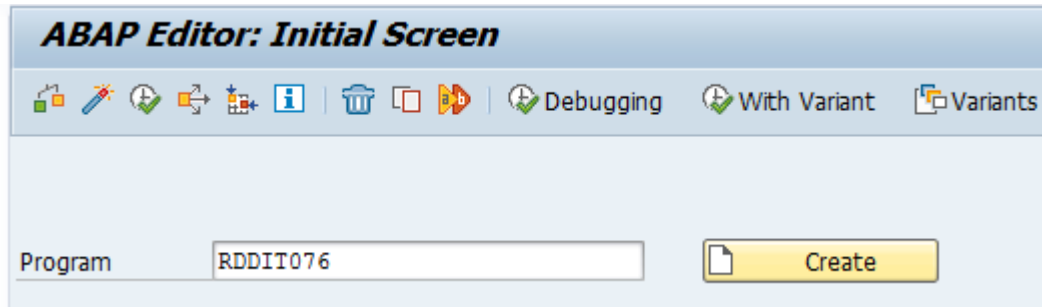 ABAP Editor: Initial Screen
Debugging With Variant Variants
Program RDDIT076 Create